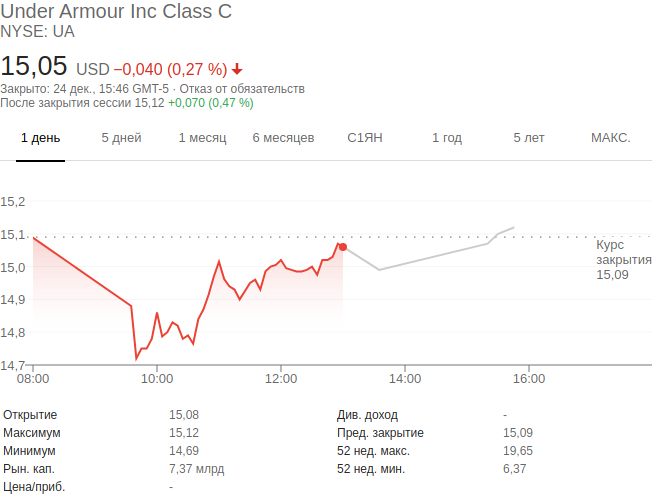 Under Armour Inc Class C
NYSE: UA
15,05 USD −0,040 (0,27 %)
Закрыто: 24 дек., 15:46 GMT-5 · Отказ от обязательств
После закрытия сессии 15,12 +0,070 (0,47 %)
1 день 5 дней 1 месяц 6 месяцев С1ЯН 1 год 5 лет МАКС.
15,2
15,1
15,0
14,9
14,8
14,7
Курс
закрытия
15,09
08:00 10:00 12:00 14:00 16:00
Открытие 15,08 Див. доход -
Максимум 15,12 Пред. закрытие 15,09
Минимум 14,69 52 нед. макс. 19,65
Рын. кап. 7,37 млрд 52 нед. мин. 6,37
Цена/приб. -